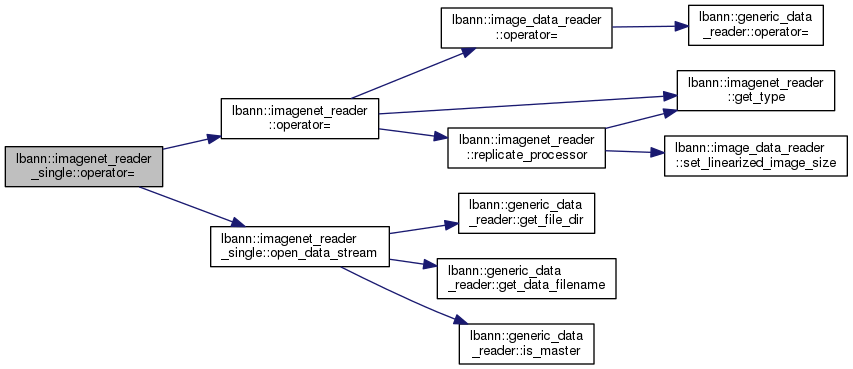 lbann::imagenet_reader
_single::operator=
lbann::imagenet_reader
::operator=
lbann::image_data_reader
::operator=
lbann::generic_data
_reader::operator=
lbann::imagenet_reader
::get_type
lbann::imagenet_reader
::replicate_processor
lbann::image_data_reader
::set_linearized_image_size
lbann::imagenet_reader
_single::open_data_stream
lbann::generic_data
_reader::get_file_dir
lbann::generic_data
_reader::get_data_filename
lbann::generic_data
_reader::is_master